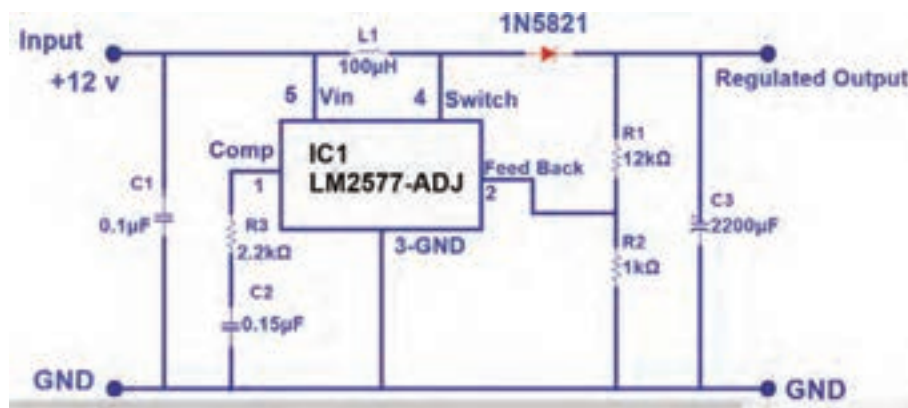 1N5821
Input
+12 v
L1
100µH
Regulated Output
5
Vin
4
Switch
Comp
1
IC1
LM2577-ADJ
Feed Back
2
R1
12kΩ
C1
0.1µF
R3
2.2kΩ
3-GND
C3
2200µF
R2
1kΩ
C2
0.15µF
GND
GND